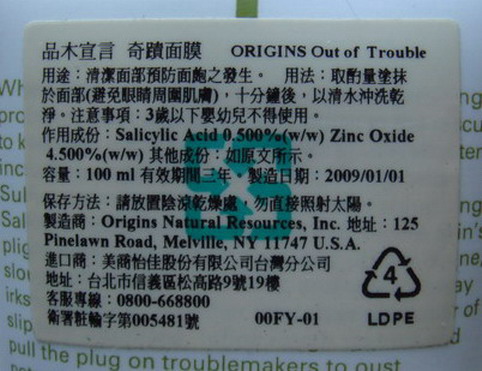 品木宣言 奇蹟面膜 ORIGINS Out of Trouble
用途：清潔面部預防面皰之發生。 用法：取酌量塗抹
於面部(避免眼睛周圍肌膚)，十分鐘後，以清水沖洗乾
淨。注意事項：3歲以下嬰幼兒不得使用。
作用成份：Salicylic Acid 0.500%(w/w) Zinc Oxide
4.500%(w/w) 其他成份：如原文所示。
容量：100 ml 有效期間三年。製造日期：2009/01/01
保存方法：請放置陰涼乾燥處，勿直接照射太陽。
製造商：Origins Natural Resources, Inc. 地址：125
Pinelawn Road, Melville, NY 11747 U.S.A.
進口商：美商怡佳股份有限公司台灣分公司
地址：台北市信義區松高路9號19樓
客服專線：0800-668800
衛署粧輸字第005481號 00FY-01
4
LDPE
pull the plug on troublemakers to oust